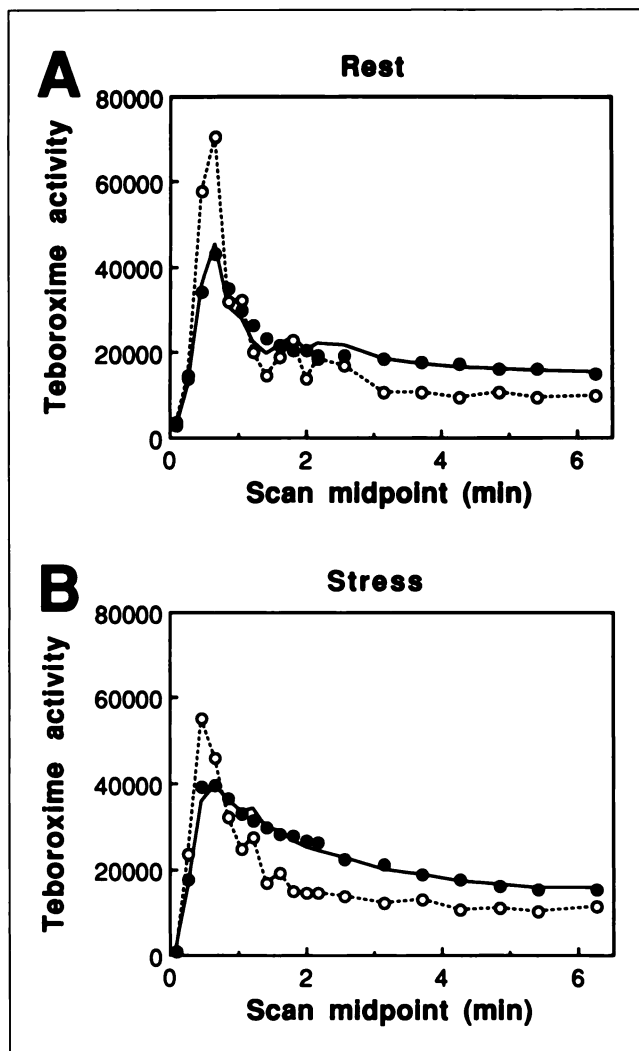 A
Rest
80000
60000
40000
20000
0
0 2 4 6
Teboroxime activity
Scan midpoint (min)
B
Stress
80000
60000
40000
20000
0
0 2 4 6
Teboroxime activity
Scan midpoint (min)